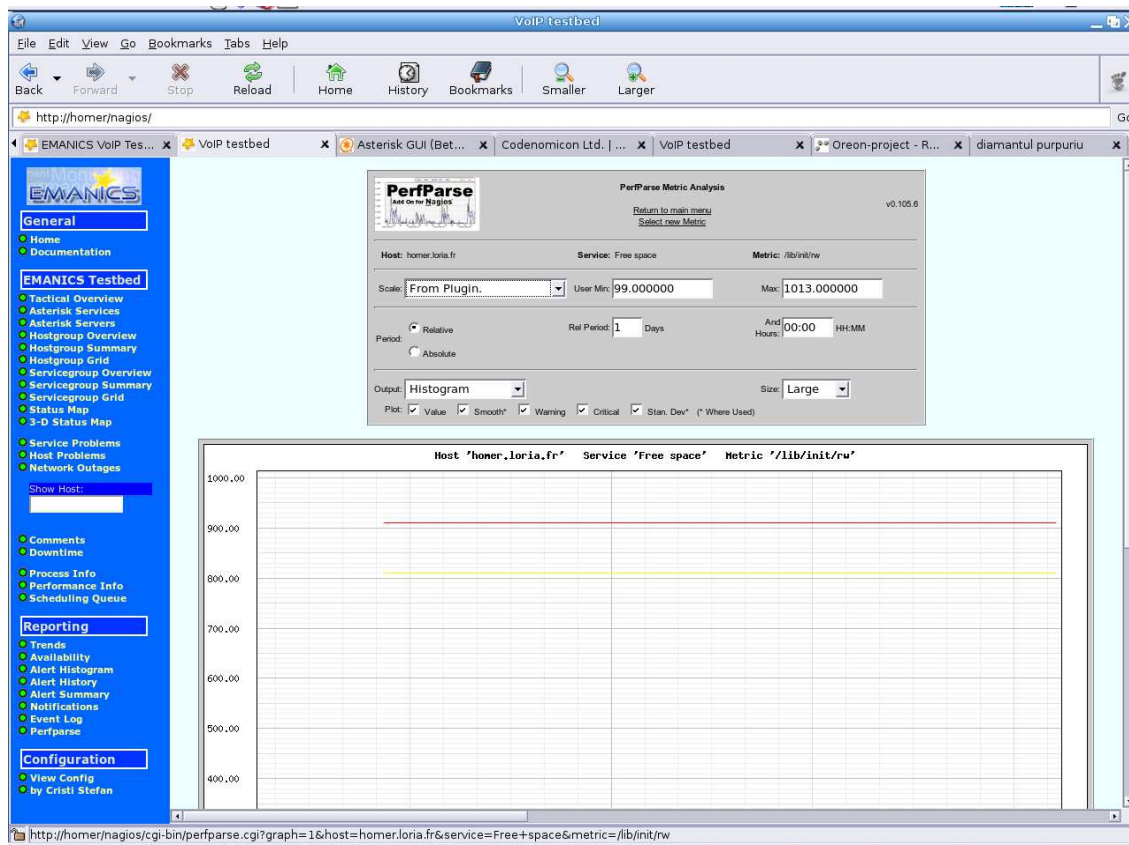 VoIP testbed
File Edit View Go Bookmarks Tabs Help
Back Forward Stop Reload Home History Bookmarks Smaller Larger
http://homer/nagios/
EMANICS VoIP Tes... VoIP testbed Asterisk GUI (Bet... Codenomicon Ltd. | ... VoIP testbed Oreon-project - R... diamantul purpuriu
EMANICS
General
Home
Documentation
EMANICS Testbed
Tactical Overview
Asterisk Services
Asterisk Servers
Hostgroup Overview
Hostgroup Summary
Hostgroup Grid
Servicegroup Overview
Servicegroup Summary
Servicegroup Grid
Status Map
3-D Status Map
Service Problems
Host Problems
Network Outages
Show Host:
Comments
Downtime
Process Info
Performance Info
Scheduling Queue
Reporting
Trends
Availability
Alert Histogram
Alert History
Alert Summary
Notifications
Event Log
Perfparse
Configuration
View Config
by Cristi Stefan
PerfParse
Add On for Nagios
PerfParse Metric Analysis
v0.105.6
Return to main menu
Select new Metric
Host: homer.loria.fr Service: Free space Metric: /lib/init/rw
Scale: From Plugin. User Min: 99.000000 Max: 1013.000000
Period: Relative Rel Period: 1 Days And Hours: 00:00 HH:MM
Absolute
Output: Histogram Size: Large
Plot: Value Smooth* Warning Critical Stan. Dev* (* Where Used)
Host 'homer.loria.fr' Service 'Free space' Metric '/lib/init/rw'
1000.00
900.00
800.00
700.00
600.00
500.00
400.00
http://homer/nagios/cgi-bin/perfparse.cgi?graph=1&host=homer.loria.fr&service=Free+space&metric=/lib/init/rw